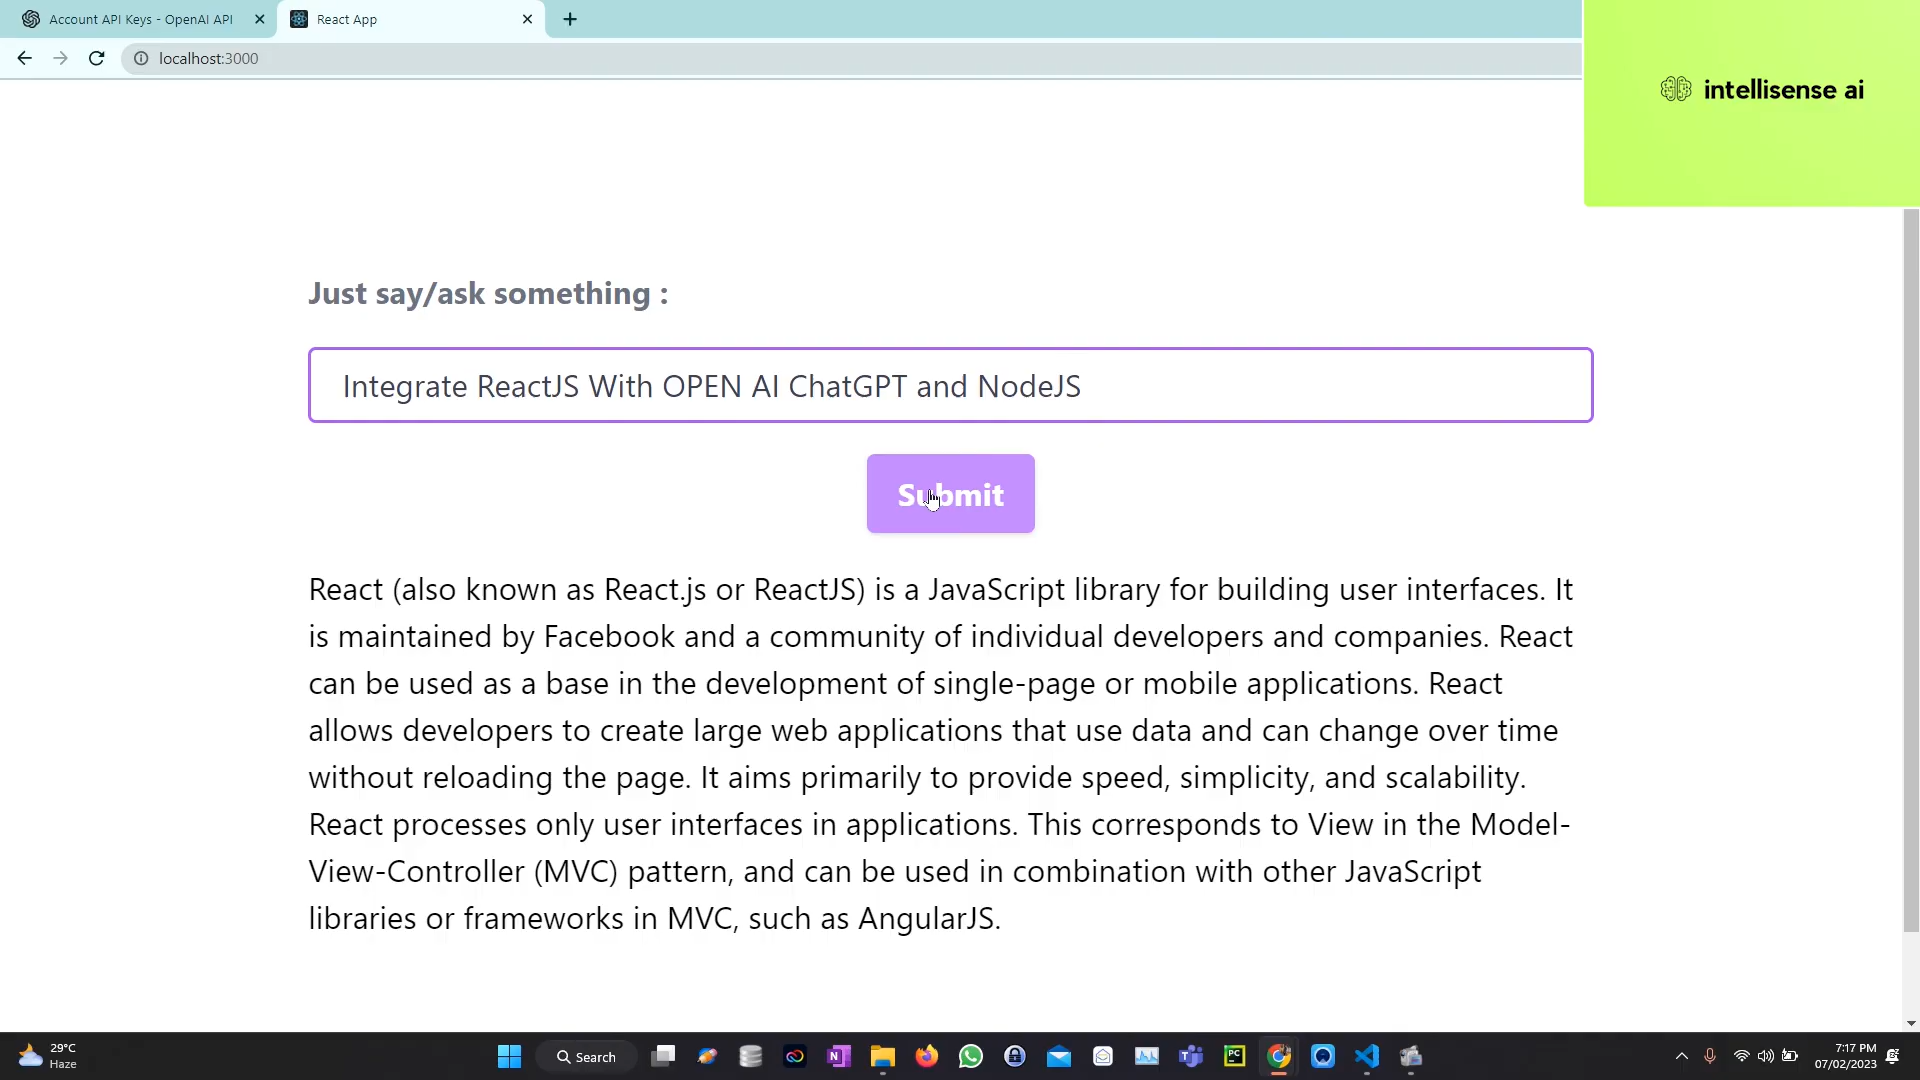 Account API Keys - OpenAI API
React App
localhost:3000
intellisense ai
Just say/ask something :
Integrate ReactJS With OPEN AI ChatGPT and NodeJS
Submit
React (also known as React.js or ReactJS) is a JavaScript library for building user interfaces. It
is maintained by Facebook and a community of individual developers and companies. React
can be used as a base in the development of single-page or mobile applications. React
allows developers to create large web applications that use data and can change over time
without reloading the page. It aims primarily to provide speed, simplicity, and scalability.
React processes only user interfaces in applications. This corresponds to View in the Model-
View-Controller (MVC) pattern, and can be used in combination with other JavaScript
libraries or frameworks in MVC, such as AngularJS.
29°C
Haze
Search
N
PC
7:17 PM
07/02/2023